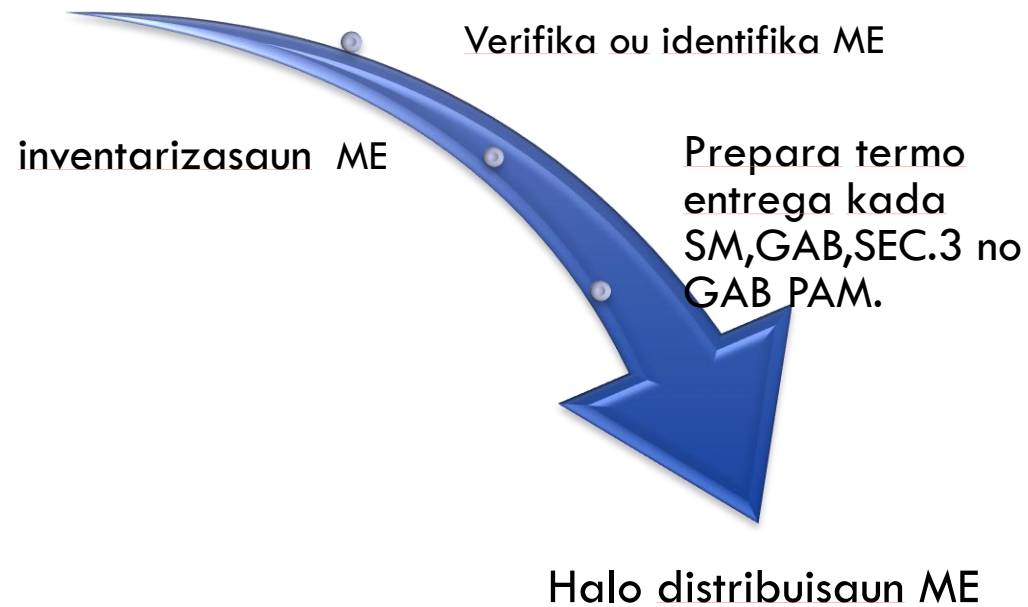 Verifika ou identifika ME
inventarizasaun ME
Prepara termo
entrega kada
SM,GAB,SEC.3 no
GAB PAM.
Halo distribuisaun ME